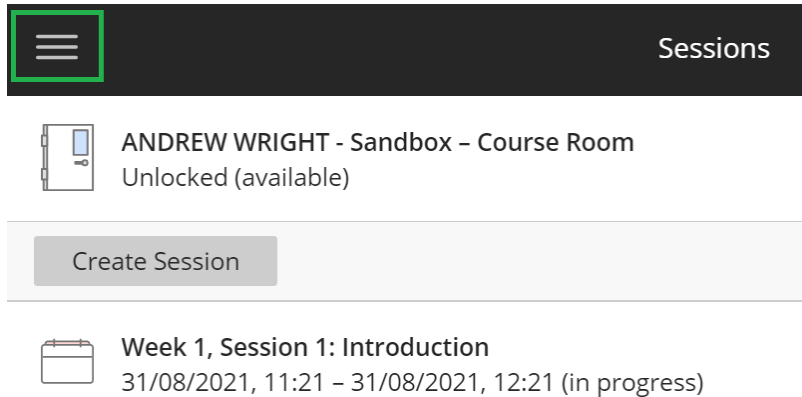 Sessions
ANDREW WRIGHT - Sandbox – Course Room
Unlocked (available)
Create Session
Week 1, Session 1: Introduction
31/08/2021, 11:21 – 31/08/2021, 12:21 (in progress)